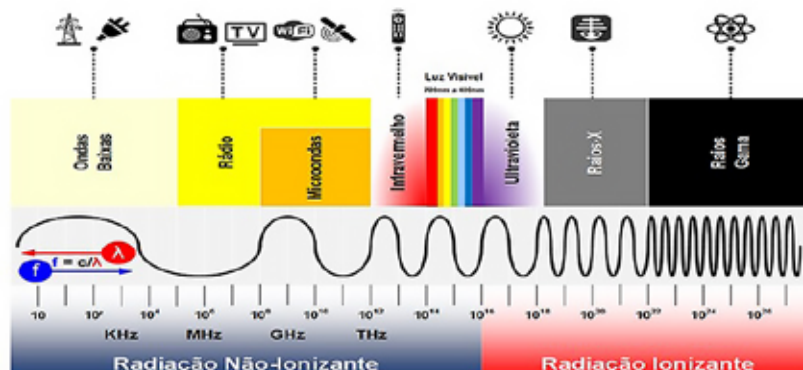 TV
WiFi
Luz Visível
Ondas
Baixas
Rádio
Microondas
Infravermelho
Ultravioleta
Raios-X
Raios
Gama
λ
f
f = c/λ
10 10² 10⁴ 10⁶ 10⁸ 10¹⁰ 10¹² 10¹⁴ 10¹⁶ 10¹⁸ 10²⁰ 10²² 10²⁴ 10²⁶
KHz MHz GHz THz
Radiação Não-Ionizante Radiação Ionizante